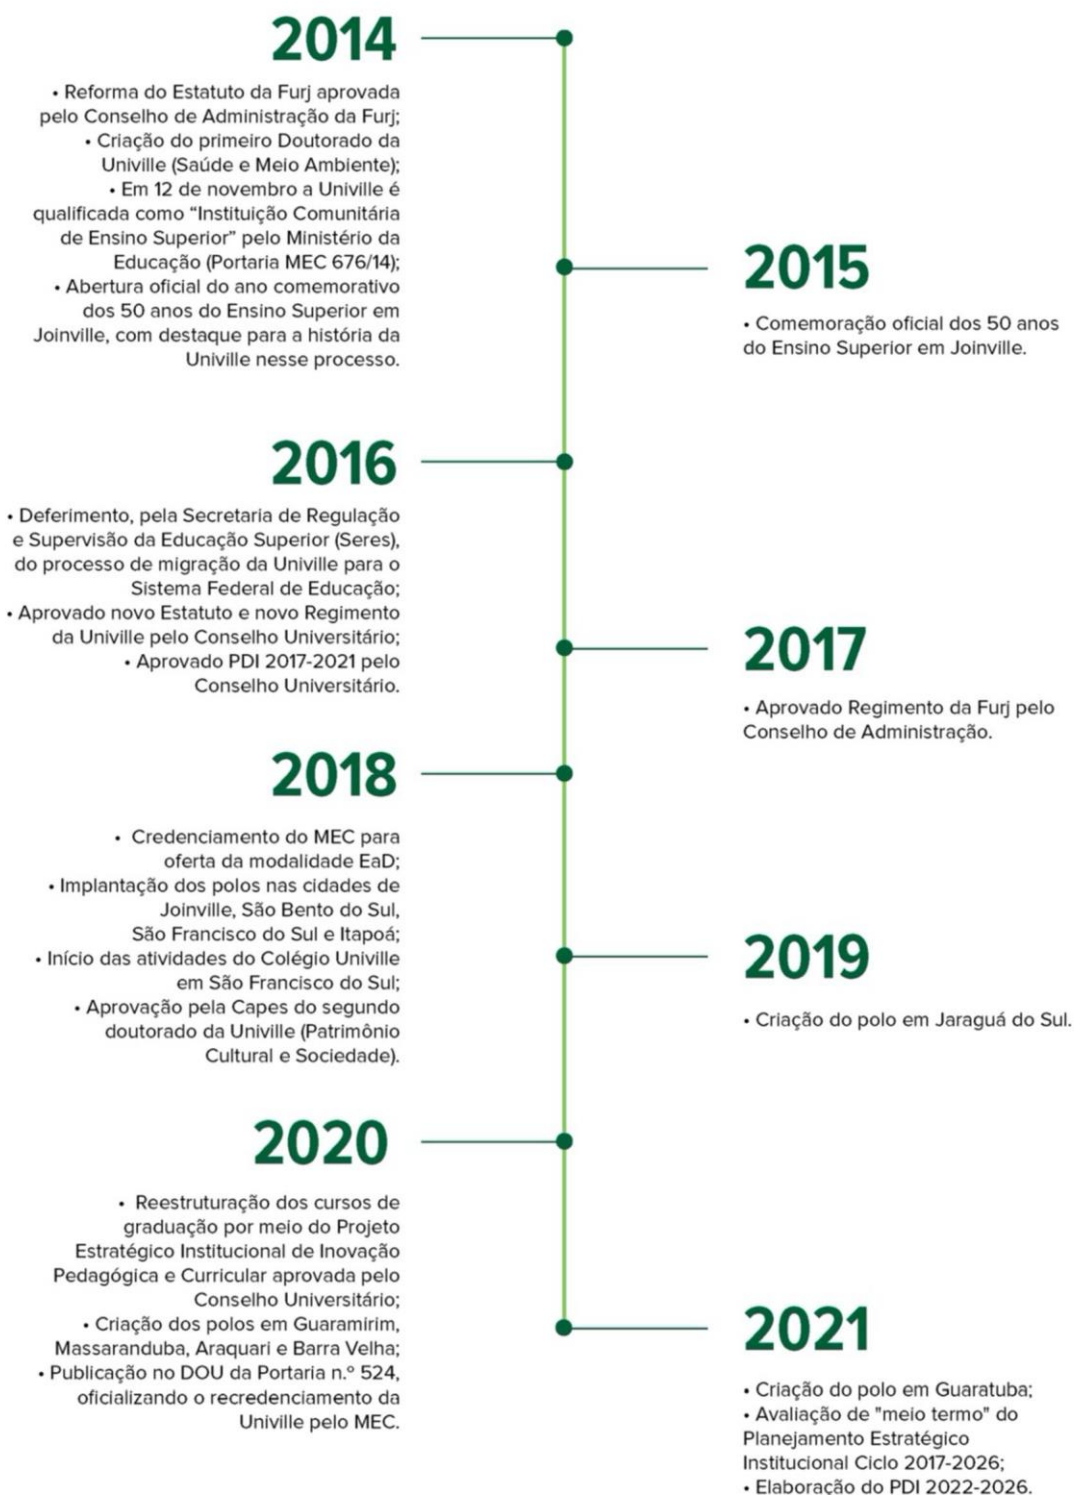 2014
• Reforma do Estatuto da Furj aprovada
pelo Conselho de Administração da Furj;
• Criação do primeiro Doutorado da
Univille (Saúde e Meio Ambiente);
• Em 12 de novembro a Univille é
qualificada como “Instituição Comunitária
de Ensino Superior” pelo Ministério da
Educação (Portaria MEC 676/14);
• Abertura oficial do ano comemorativo
dos 50 anos do Ensino Superior em
Joinville, com destaque para a história da
Univille nesse processo.
2015
• Comemoração oficial dos 50 anos
do Ensino Superior em Joinville.
2016
• Deferimento, pela Secretaria de Regulação
e Supervisão da Educação Superior (Seres),
do processo de migração da Univille para o
Sistema Federal de Educação;
• Aprovado novo Estatuto e novo Regimento
da Univille pelo Conselho Universitário;
• Aprovado PDI 2017-2021 pelo
Conselho Universitário.
2017
• Aprovado Regimento da Furj pelo
Conselho de Administração.
2018
• Credenciamento do MEC para
oferta da modalidade EaD;
• Implantação dos polos nas cidades de
Joinville, São Bento do Sul,
São Francisco do Sul e Itapoá;
• Início das atividades do Colégio Univille
em São Francisco do Sul;
• Aprovação pela Capes do segundo
doutorado da Univille (Patrimônio
Cultural e Sociedade).
2019
• Criação do polo em Jaraguá do Sul.
2020
• Reestruturação dos cursos de
graduação por meio do Projeto
Estratégico Institucional de Inovação
Pedagógica e Curricular aprovada pelo
Conselho Universitário;
• Criação dos polos em Guaramirim,
Massaranduba, Araquari e Barra Velha;
• Publicação no DOU da Portaria n.º 524,
oficializando o recredenciamento da
Univille pelo MEC.
2021
• Criação do polo em Guaratuba;
• Avaliação de "meio termo" do
Planejamento Estratégico
Institucional Ciclo 2017-2026;
• Elaboração do PDI 2022-2026.